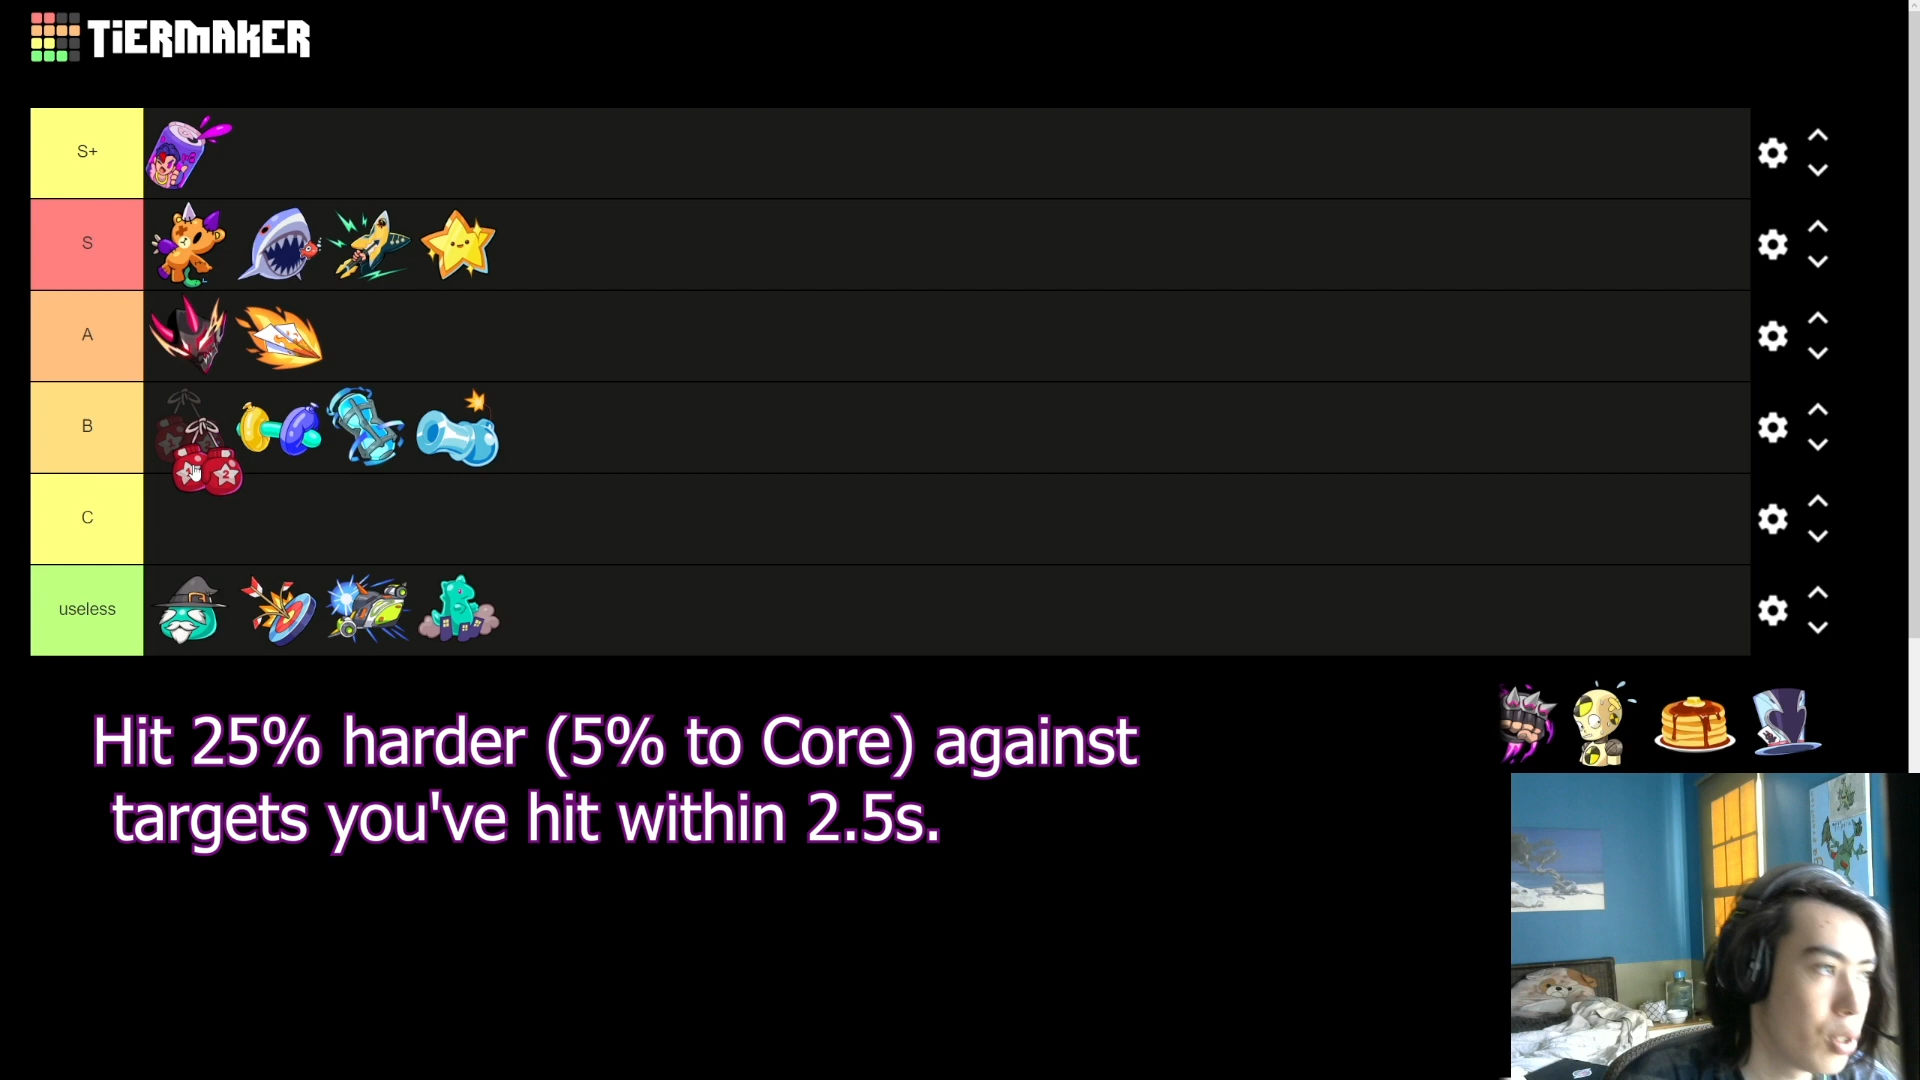 TiERMAKER
S+
S
A
B
C
useless
Hit 25% harder (5% to Core) against
targets you've hit within 2.5s.